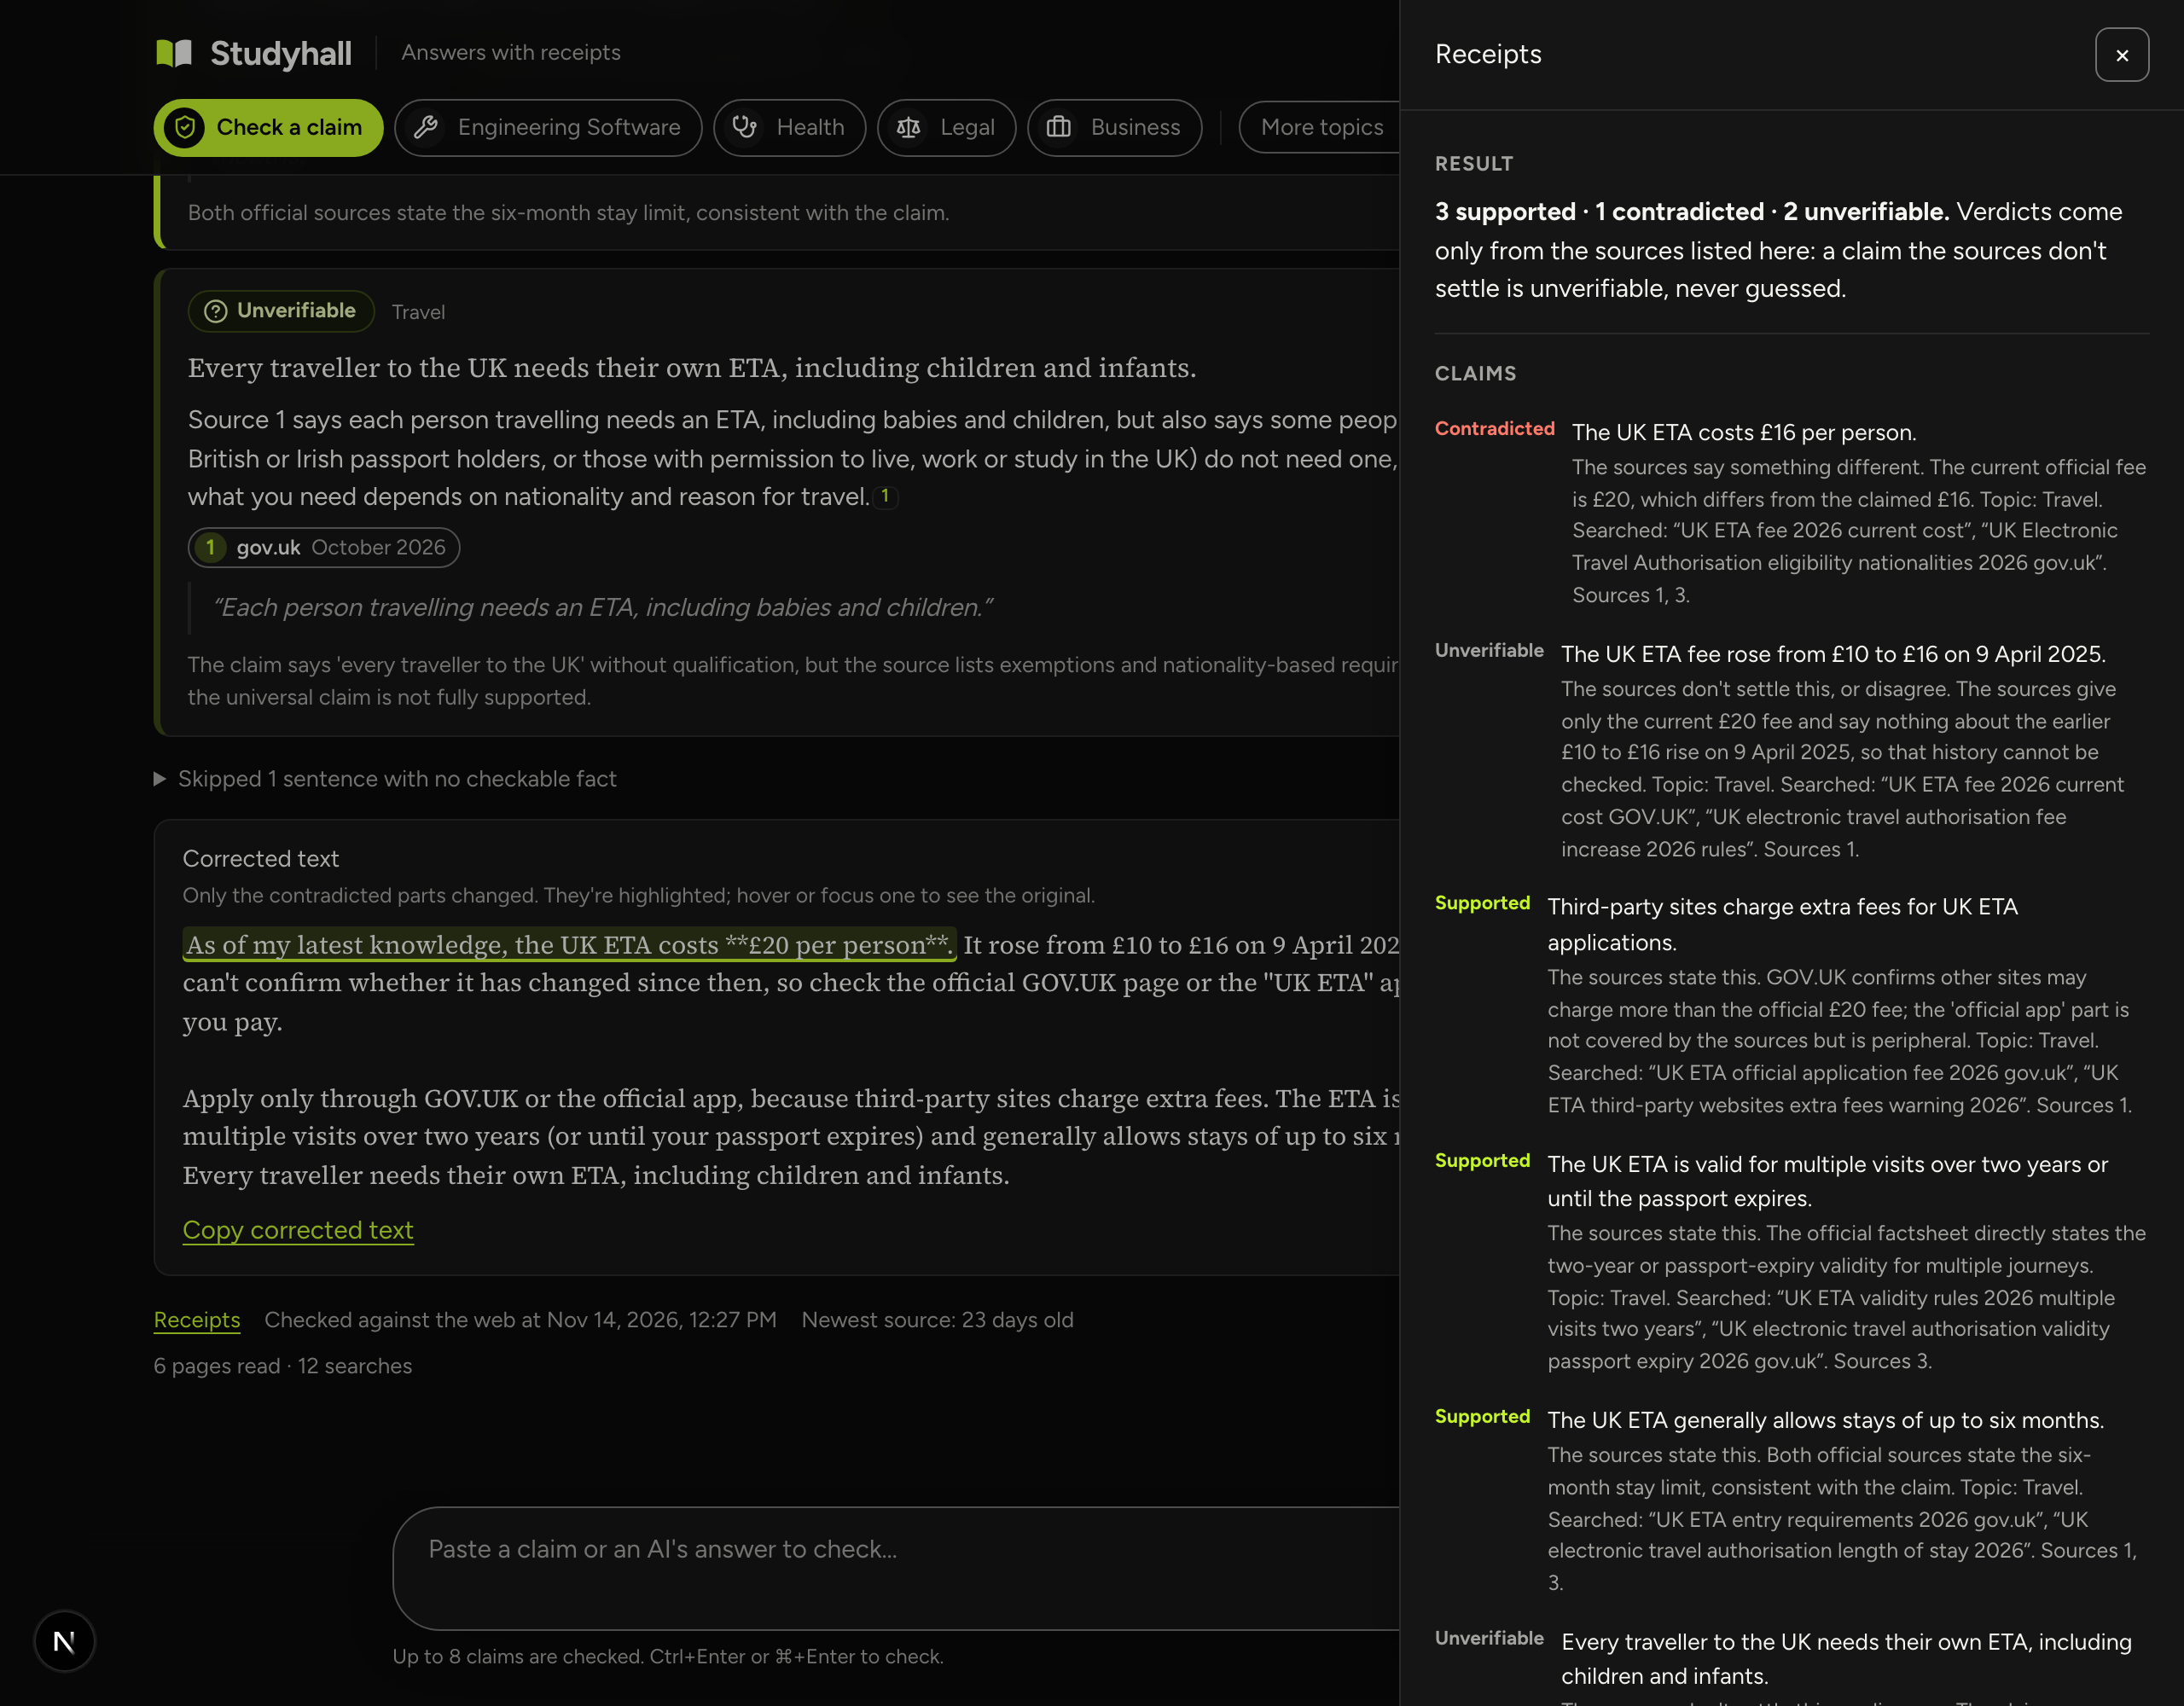 Studyhall
Answers with receipts
Check a claim
Engineering Software
Health
Legal
Business
More topics
Both official sources state the six-month stay limit, consistent with the claim.
Unverifiable
Travel
Every traveller to the UK needs their own ETA, including children and infants.
Source 1 says each person travelling needs an ETA, including babies and children, but also says some peop
British or Irish passport holders, or those with permission to live, work or study in the UK) do not need one,
what you need depends on nationality and reason for travel. 1
1 gov.uk October 2026
“Each person travelling needs an ETA, including babies and children.”
The claim says 'every traveller to the UK' without qualification, but the source lists exemptions and nationality-based requir
the universal claim is not fully supported.
Skipped 1 sentence with no checkable fact
Corrected text
Only the contradicted parts changed. They're highlighted; hover or focus one to see the original.
As of my latest knowledge, the UK ETA costs **£20 per person**. It rose from £10 to £16 on 9 April 202
can't confirm whether it has changed since then, so check the official GOV.UK page or the "UK ETA" ap
you pay.
Apply only through GOV.UK or the official app, because third-party sites charge extra fees. The ETA is
multiple visits over two years (or until your passport expires) and generally allows stays of up to six
Every traveller needs their own ETA, including children and infants.
Copy corrected text
Receipts
Checked against the web at Nov 14, 2026, 12:27 PM
Newest source: 23 days old
6 pages read · 12 searches
Paste a claim or an AI's answer to check...
Up to 8 claims are checked. Ctrl+Enter or ⌘+Enter to check.
N
Receipts
×
RESULT
3 supported · 1 contradicted · 2 unverifiable. Verdicts come
only from the sources listed here: a claim the sources don't
settle is unverifiable, never guessed.
CLAIMS
Contradicted
The UK ETA costs £16 per person.
The sources say something different. The current official fee
is £20, which differs from the claimed £16. Topic: Travel.
Searched: “UK ETA fee 2026 current cost”, “UK Electronic
Travel Authorisation eligibility nationalities 2026 gov.uk”.
Sources 1, 3.
Unverifiable
The UK ETA fee rose from £10 to £16 on 9 April 2025.
The sources don't settle this, or disagree. The sources give
only the current £20 fee and say nothing about the earlier
£10 to £16 rise on 9 April 2025, so that history cannot be
checked. Topic: Travel. Searched: “UK ETA fee 2026 current
cost GOV.UK”, “UK electronic travel authorisation fee
increase 2026 rules”. Sources 1.
Supported
Third-party sites charge extra fees for UK ETA
applications.
The sources state this. GOV.UK confirms other sites may
charge more than the official £20 fee; the 'official app' part is
not covered by the sources but is peripheral. Topic: Travel.
Searched: “UK ETA official application fee 2026 gov.uk”, “UK
ETA third-party websites extra fees warning 2026”. Sources 1.
Supported
The UK ETA is valid for multiple visits over two years or
until the passport expires.
The sources state this. The official factsheet directly states the
two-year or passport-expiry validity for multiple journeys.
Topic: Travel. Searched: “UK ETA validity rules 2026 multiple
visits two years”, “UK electronic travel authorisation validity
passport expiry 2026 gov.uk”. Sources 3.
Supported
The UK ETA generally allows stays of up to six months.
The sources state this. Both official sources state the six-
month stay limit, consistent with the claim. Topic: Travel.
Searched: “UK ETA entry requirements 2026 gov.uk”, “UK
electronic travel authorisation length of stay 2026”. Sources 1,
3.
Unverifiable
Every traveller to the UK needs their own ETA, including
children and infants.